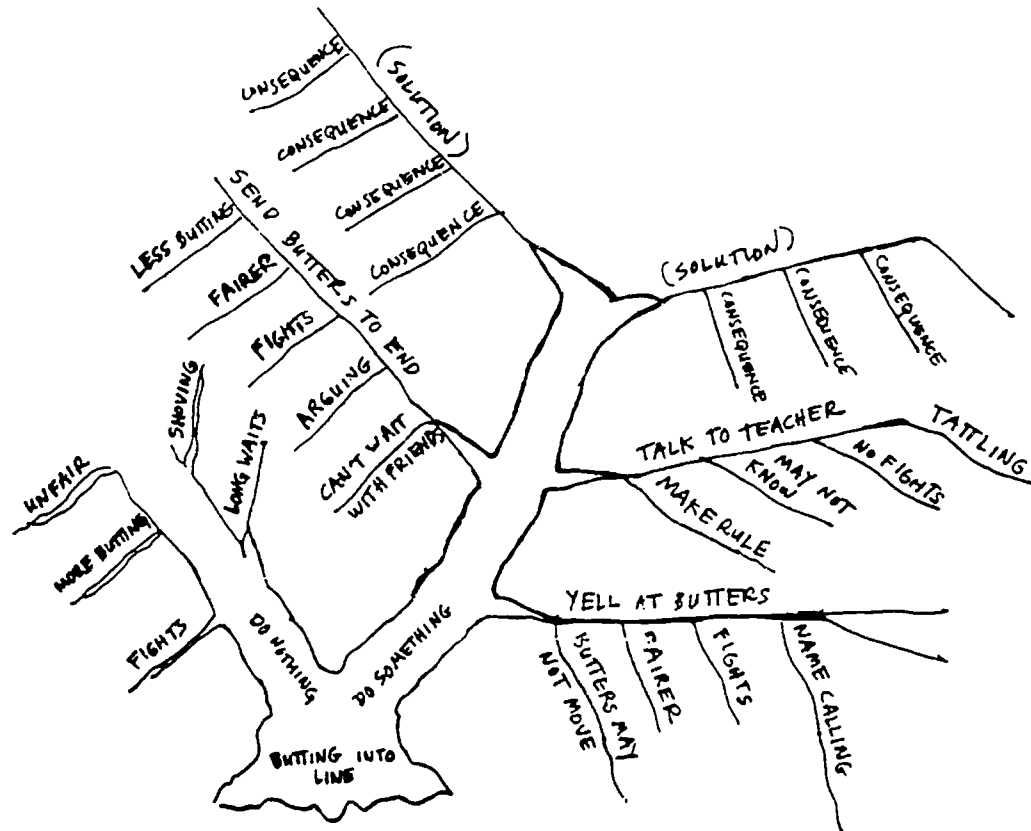 CONSEQUENCE
(SOLUTION)
CONSEQUENCE
CONSEQUENCE
CONSEQUENCE
SEND BUTTERS TO END
LESS BUTTING
FAIRER
FIGHTS
ARGUING
CAN'T WAIT
WITH FRIENDS
(SOLUTION)
CONSEQUENCE
CONSEQUENCE
CONSEQUENCE
TALK TO TEACHER
TATTLING
NO FIGHTS
MAY NOT
KNOW
MAKE RULE
SHOVING
LONG WAITS
UNFAIR
MORE BUTTING
FIGHTS
DO NOTHING
DO SOMETHING
YELL AT BUTTERS
BUTTERS MAY
NOT MOVE
FAIRER
FIGHTS
NAME CALLING
BUTTING INTO
LINE